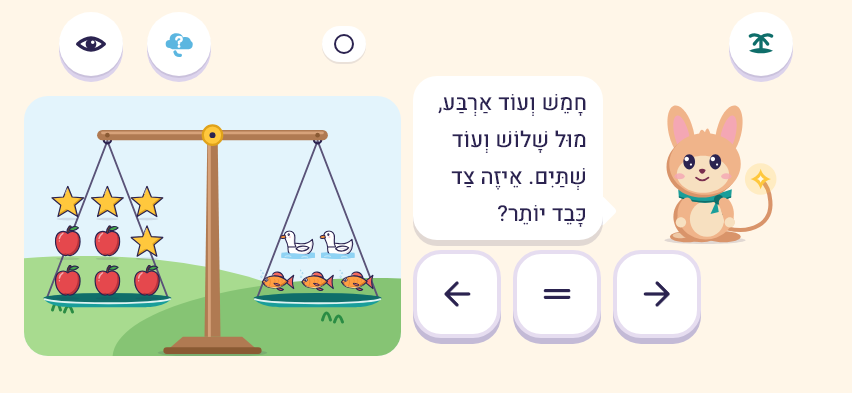 חָמֵשׁ וְעוֹד אַרְבַּע,
מוּל שָׁלוֹשׁ וְעוֹד
שְׁתַּיִם. אֵיזֶה צַד
כָּבֵד יוֹתֵר?